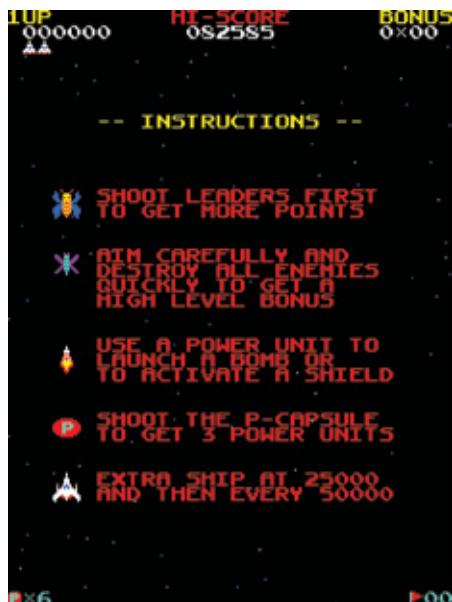 1UP HI-SCORE BONUS
000000 082585 0×00
-- INSTRUCTIONS --
SHOOT LEADERS FIRST
TO GET MORE POINTS
AIM CAREFULLY AND
DESTROY ALL ENEMIES
QUICKLY TO GET A
HIGH LEVEL BONUS
USE A POWER UNIT TO
LAUNCH A BOMB OR
TO ACTIVATE A SHIELD
P
SHOOT THE P-CAPSULE
TO GET 3 POWER UNITS
EXTRA SHIP AT 25000
AND THEN EVERY 50000
P×6 00